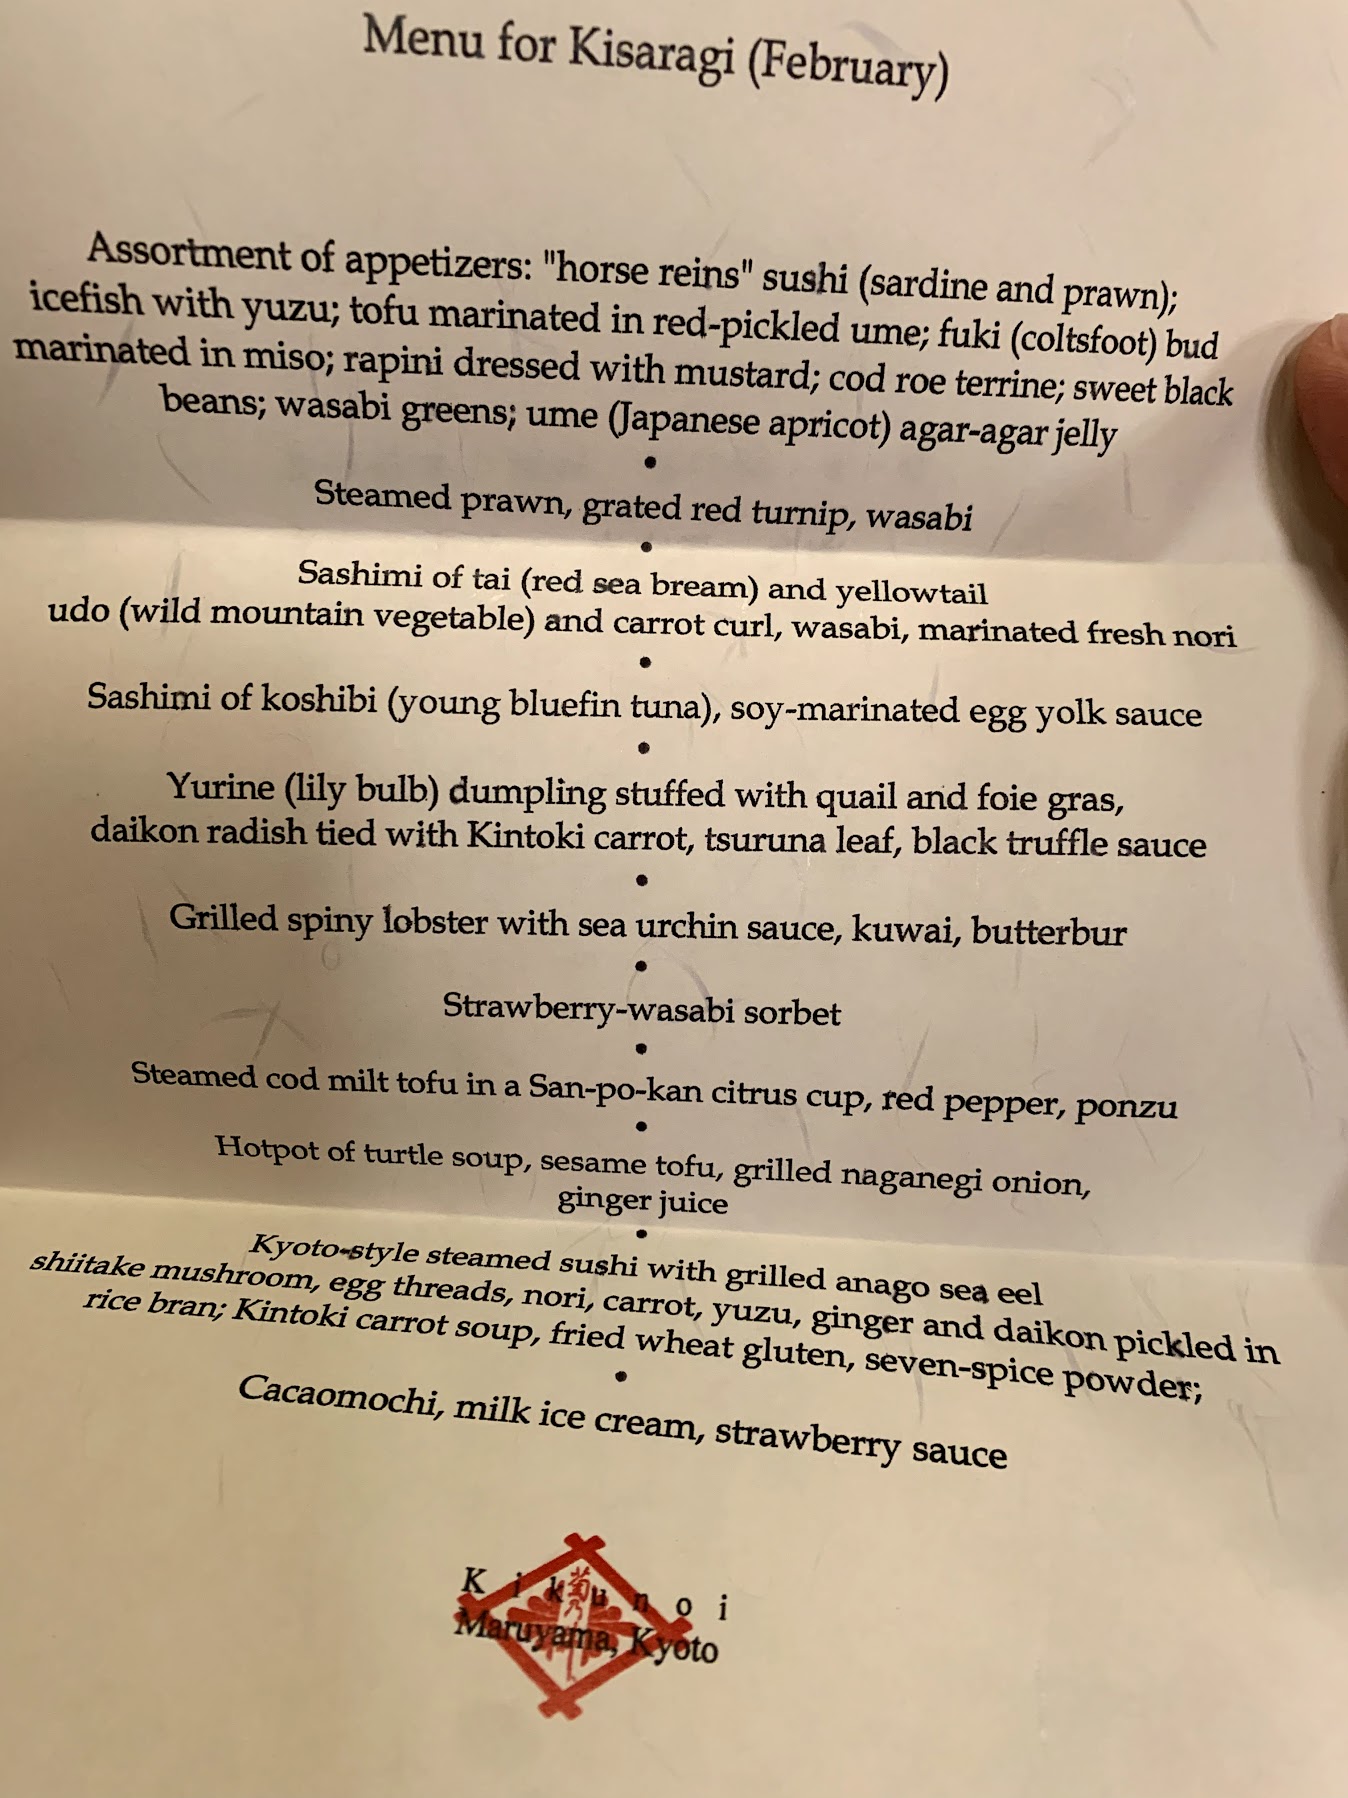 Menu for Kisaragi (February)
Assortment of appetizers: "horse reins" sushi (sardine and prawn);
icefish with yuzu; tofu marinated in red-pickled ume; fuki (coltsfoot) bud
marinated in miso; rapini dressed with mustard; cod roe terrine; sweet black
beans; wasabi greens; ume (Japanese apricot) agar-agar jelly
•
Steamed prawn, grated red turnip, wasabi
•
Sashimi of tai (red sea bream) and yellowtail
udo (wild mountain vegetable) and carrot curl, wasabi, marinated fresh nori
•
Sashimi of koshibi (young bluefin tuna), soy-marinated egg yolk sauce
•
Yurine (lily bulb) dumpling stuffed with quail and foie gras,
daikon radish tied with Kintoki carrot, tsuruna leaf, black truffle sauce
•
Grilled spiny lobster with sea urchin sauce, kuwai, butterbur
•
Strawberry-wasabi sorbet
•
Steamed cod milt tofu in a San-po-kan citrus cup, red pepper, ponzu
•
Hotpot of turtle soup, sesame tofu, grilled naganegi onion,
ginger juice
•
Kyoto-style steamed sushi with grilled anago sea eel
shiitake mushroom, egg threads, nori, carrot, yuzu, ginger and daikon pickled in
rice bran; Kintoki carrot soup, fried wheat gluten, seven-spice powder;
•
Cacaomochi, milk ice cream, strawberry sauce
Kikunoi
菊乃
Maruyama, Kyoto